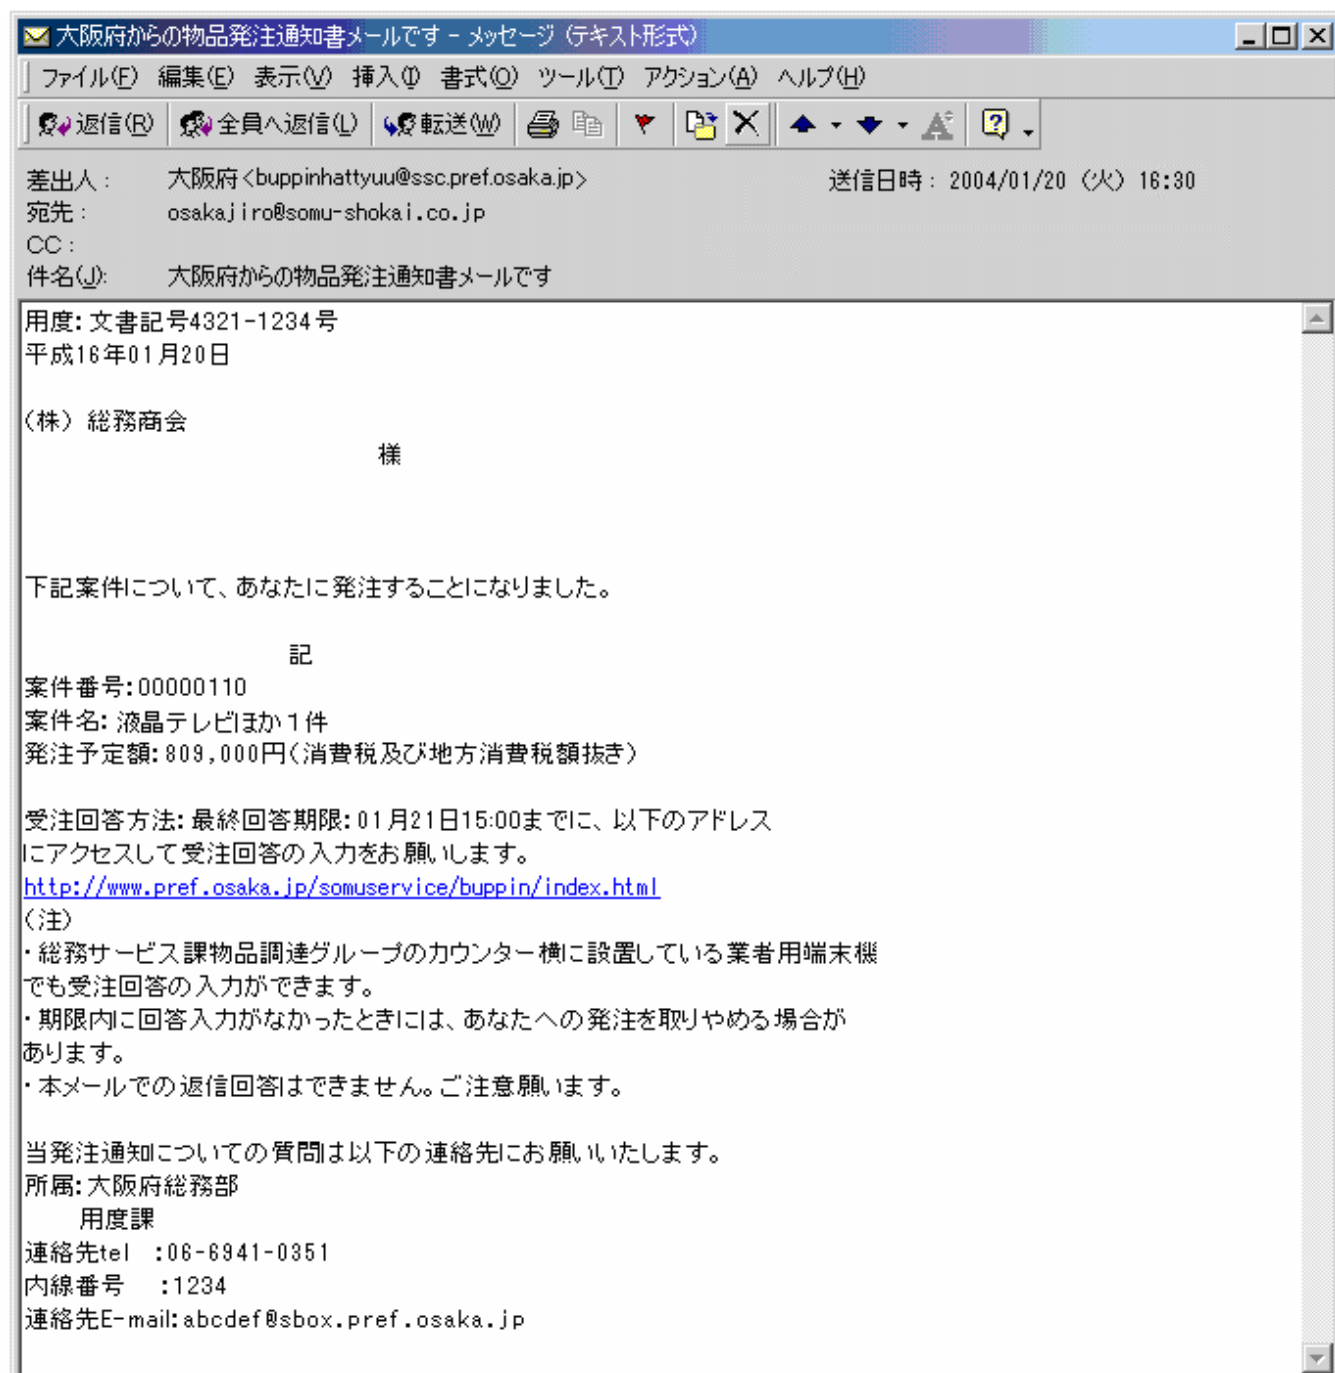 大阪府からの物品発注通知書メールです - メッセージ (テキスト形式)
ファイル(F) 編集(E) 表示(V) 挿入(I) 書式(O) ツール(T) アクション(A) ヘルプ(H)
返信(R) 全員へ返信(L) 転送(W)
差出人： 大阪府<buppinhattyuu@ssc.pref.osaka.jp> 送信日時： 2004/01/20 (火) 16:30
宛先： osakajiro@somu-shokai.co.jp
CC：
件名(J): 大阪府からの物品発注通知書メールです
用度: 文書記号4321-1234号
平成16年01月20日
(株) 総務商会
様
下記案件について、あなたに発注することになりました。
記
案件番号:00000110
案件名: 液晶テレビほか１件
発注予定額: 809,000円(消費税及び地方消費税額抜き)
受注回答方法: 最終回答期限: 01月21日15:00までに、以下のアドレス
にアクセスして受注回答の入力をお願いします。
http://www.pref.osaka.jp/somuservice/buppin/index.html
(注)
・総務サービス課物品調達グループのカウンター横に設置している業者用端末機
でも受注回答の入力ができます。
・期限内に回答入力がなかったときには、あなたへの発注を取りやめる場合が
あります。
・本メールでの返信回答はできません。ご注意願います。
当発注通知についての質問は以下の連絡先にお願いいたします。
所属: 大阪府総務部
用度課
連絡先tel :06-6941-0351
内線番号 :1234
連絡先E-mail:abcdef@sbox.pref.osaka.jp